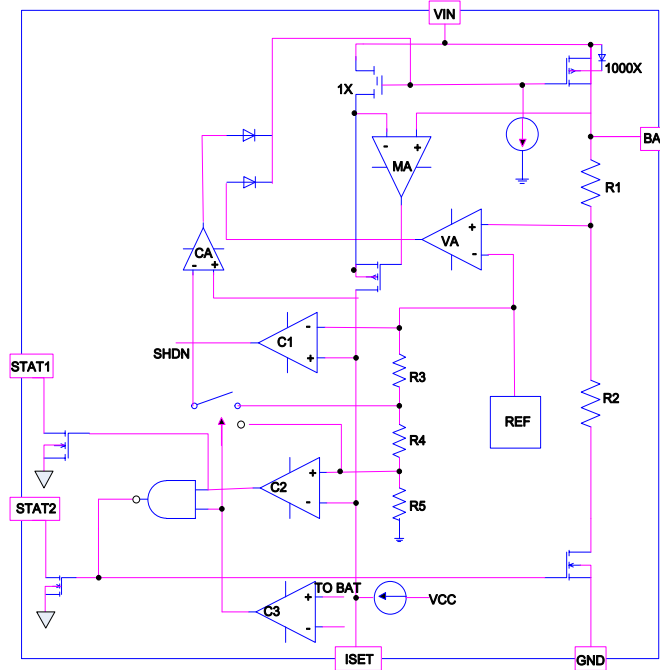 VIN
1000X
1X
BA
- +
MA
R1
+
VA
-
CA
- +
-
C1
+
SHDN
STAT1
R3
R2
REF
R4
+
C2
-
R5
STAT2
TO BAT
+
C3
-
VCC
ISET
GND